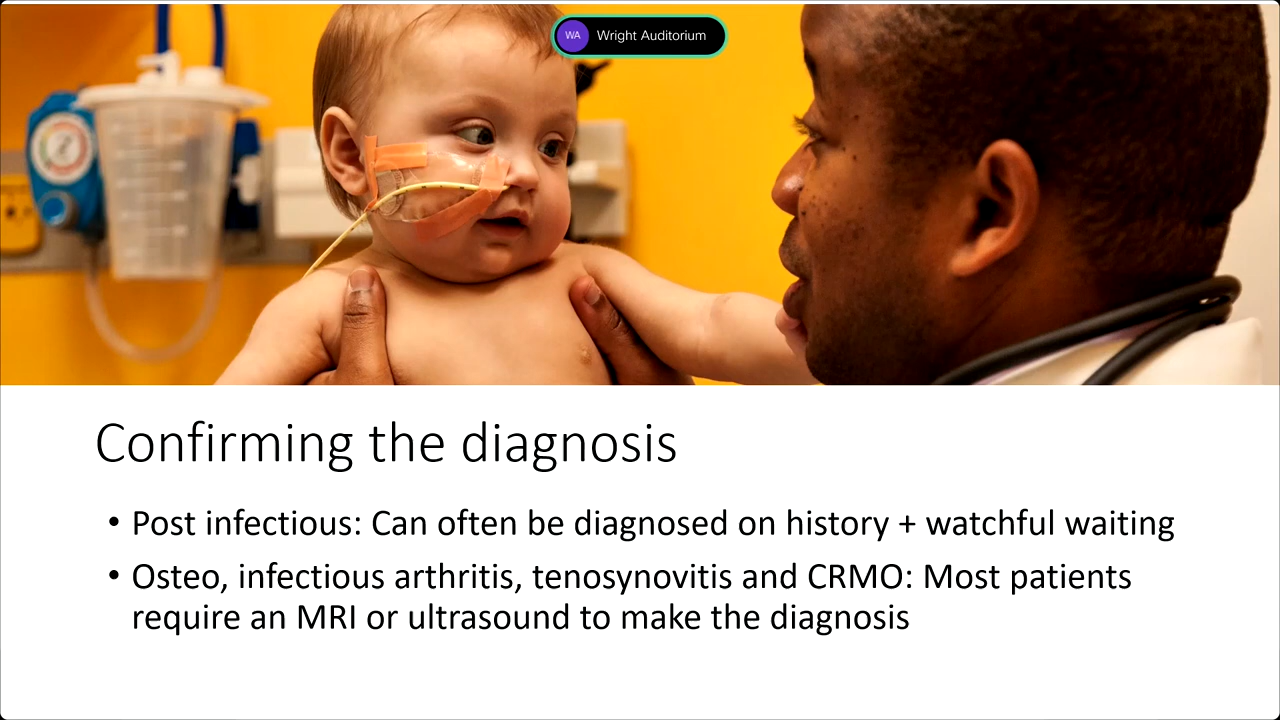 WA Wright Auditorium
Confirming the diagnosis
• Post infectious: Can often be diagnosed on history + watchful waiting
• Osteo, infectious arthritis, tenosynovitis and CRMO: Most patients
require an MRI or ultrasound to make the diagnosis